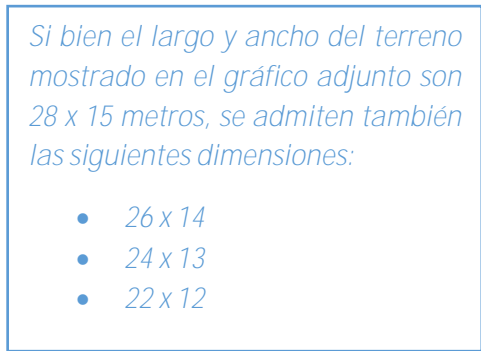 Si bien el largo y ancho del terreno
mostrado en el gráfico adjunto son
28 x 15 metros, se admiten también
las siguientes dimensiones:
• 26 x 14
• 24 x 13
• 22 x 12